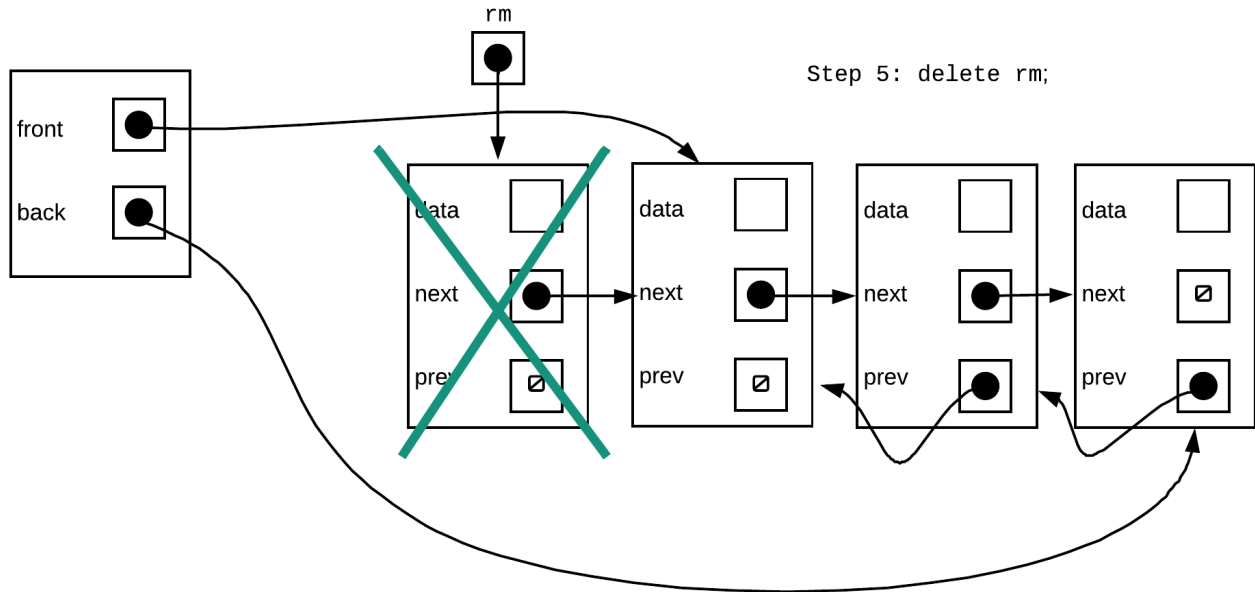 rm
Step 5: delete rm;
front
back
data
next
prev
data
next
prev
data
next
prev
data
next
prev